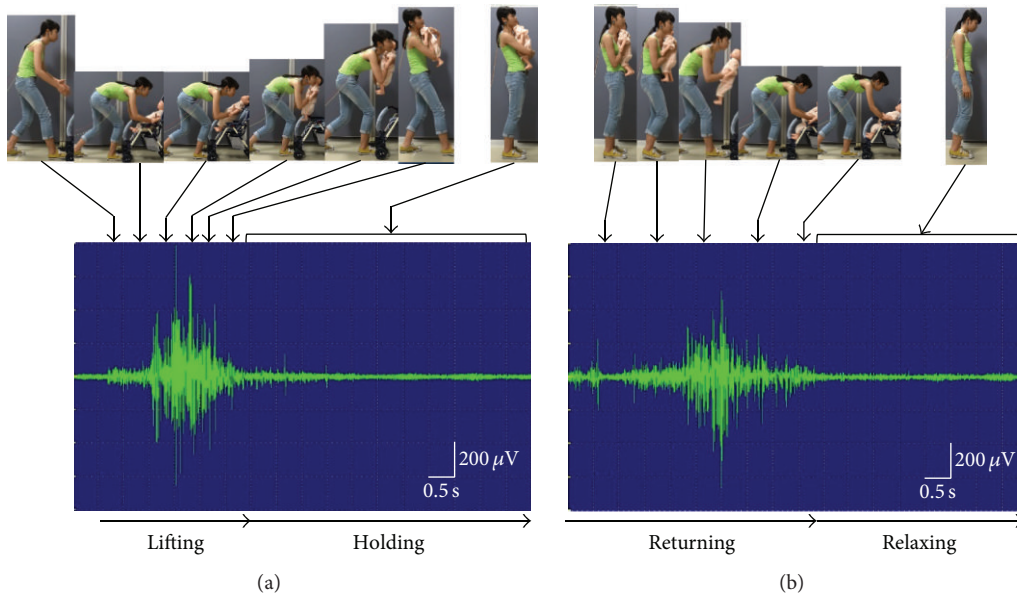 200 μV
0.5 s
Lifting
Holding
(a)
200 μV
0.5 s
Returning
Relaxing
(b)